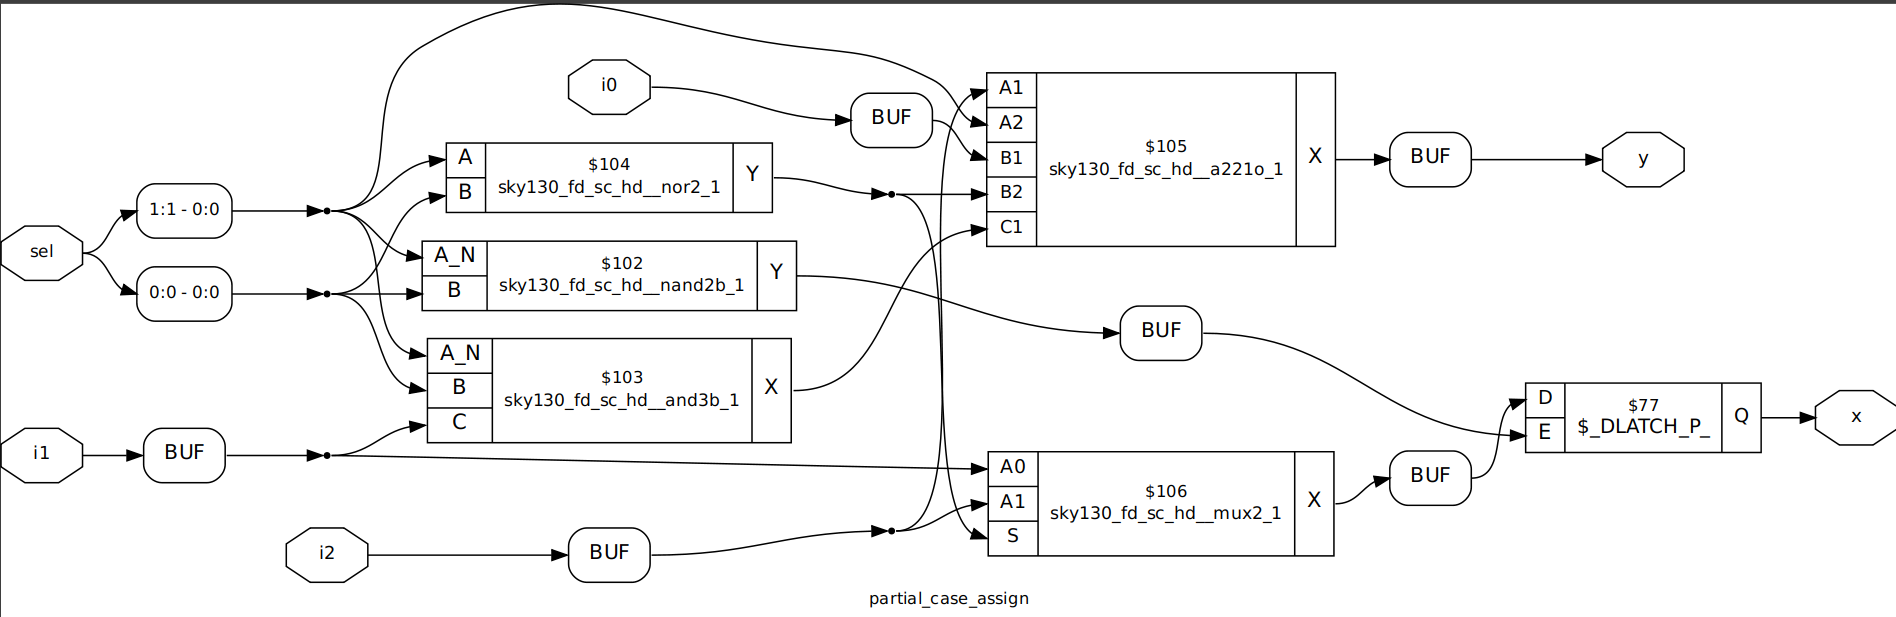 i0
BUF
A1
A2
B1
B2
C1
$105
sky130_fd_sc_hd__a221o_1
X
BUF
y
A
B
$104
sky130_fd_sc_hd__nor2_1
Y
sel
1:1 - 0:0
0:0 - 0:0
A_N
B
$102
sky130_fd_sc_hd__nand2b_1
Y
BUF
A_N
B
C
$103
sky130_fd_sc_hd__and3b_1
X
D
E
$77
$_DLATCH_P_
Q
x
i1
BUF
A0
A1
S
$106
sky130_fd_sc_hd__mux2_1
X
BUF
i2
BUF
partial_case_assign